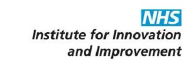 NHS
Institute for Innovation
and Improvement